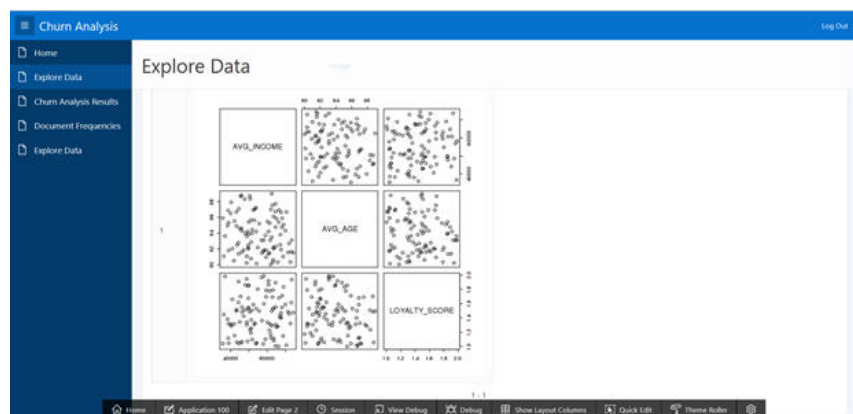 Churn Analysis
Log Out
Home
Explore Data
Churn Analysis Results
Document Frequencies
Explore Data
Explore Data
AVG_INCOME
1
AVG_AGE
LOYALTY_SCORE
40000
1.0 1.2 1.4 1.6 1.8 2.0
1 - 1
Home
Application 100
Edit Page 2
Session
View Debug
Debug
Show Layout Columns
Quick Edit
Theme Roller